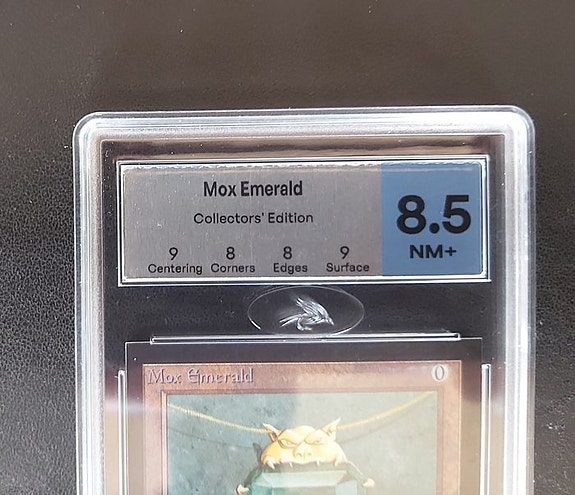 Mox Emerald
Collectors' Edition
9 8 8 9
Centering Corners Edges Surface
8.5
NM+
Mox Emerald 0